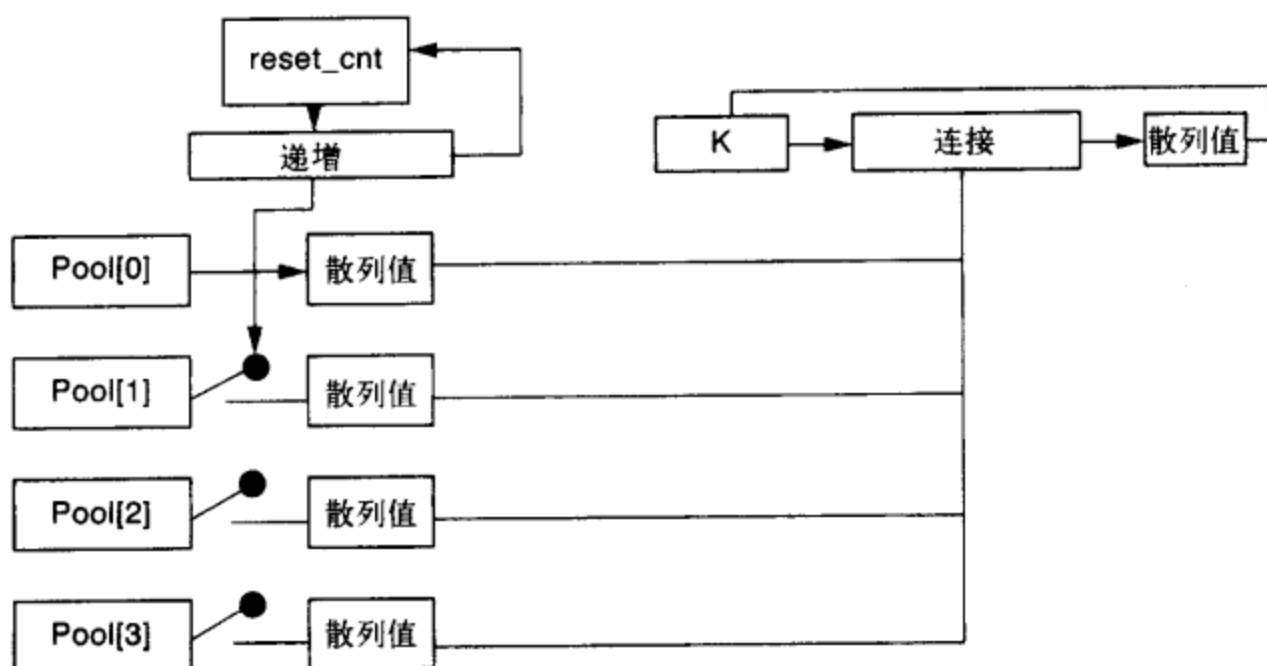 reset_cnt
递增
K
连接
散列值
Pool[0]
散列值
Pool[1]
散列值
Pool[2]
散列值
Pool[3]
散列值